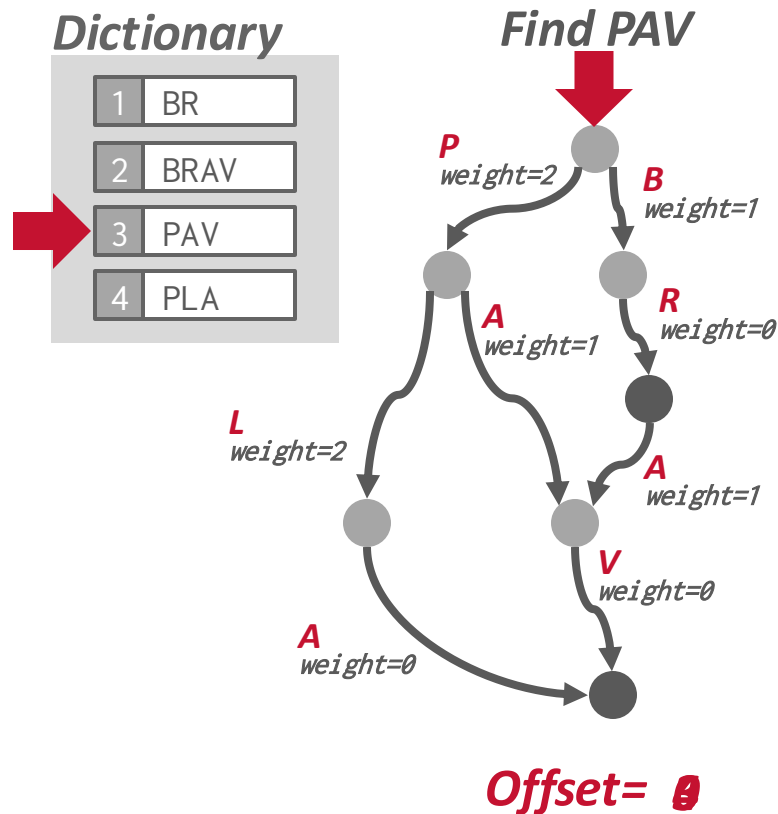 Dictionary
1 BR
2 BRAV
3 PAV
4 PLA
Find PAV
P
weight=2
B
weight=1
R
weight=0
A
weight=1
L
weight=2
A
weight=1
V
weight=0
A
weight=0
Offset=